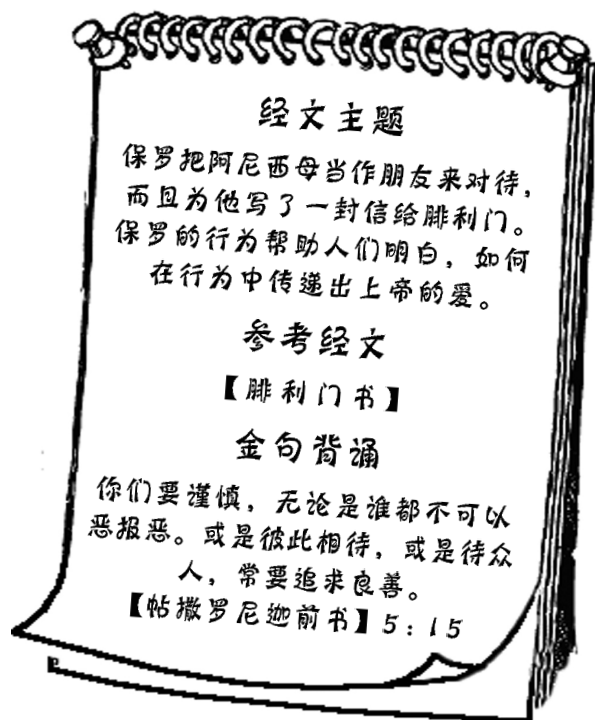 经文主题
保罗把阿尼西母当作朋友来对待，
而且为他写了一封信给腓利门。
保罗的行为帮助人们明白，如何
在行为中传递出上帝的爱。
参考经文
【腓利门书】
金句背诵
你们要谨慎，无论是谁都不可以
恶报恶。或是彼此相待，或是待众
人，常要追求良善。
【帖撒罗尼迦前书】5：15